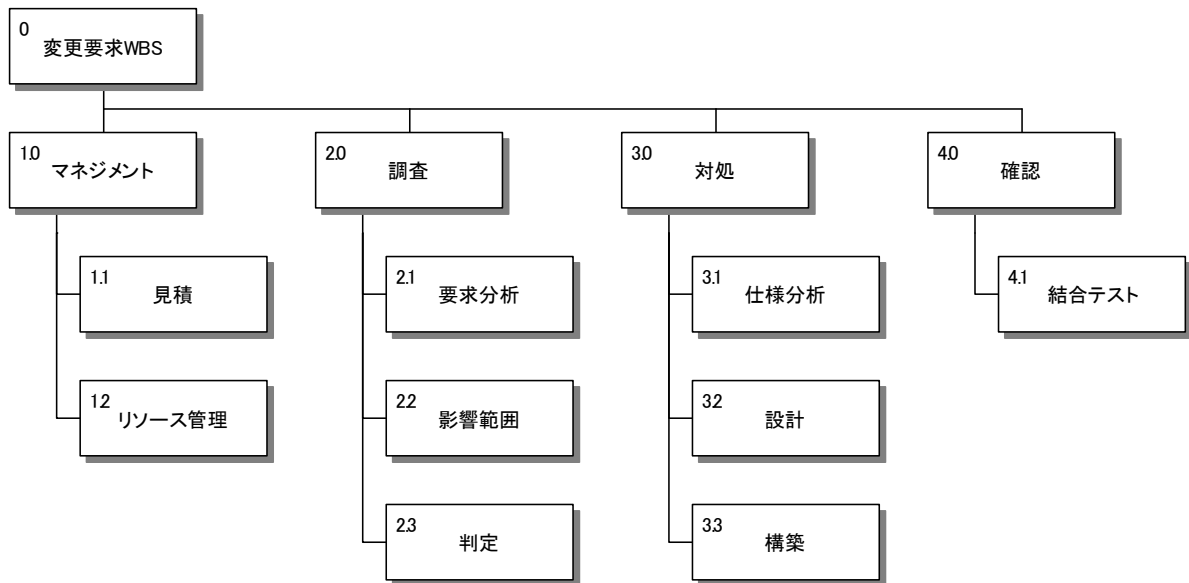 0
変更要求WBS
1.0
マネジメント
2.0
調査
3.0
対処
4.0
確認
1.1
見積
2.1
要求分析
3.1
仕様分析
4.1
結合テスト
1.2
リソース管理
2.2
影響範囲
3.2
設計
2.3
判定
3.3
構築